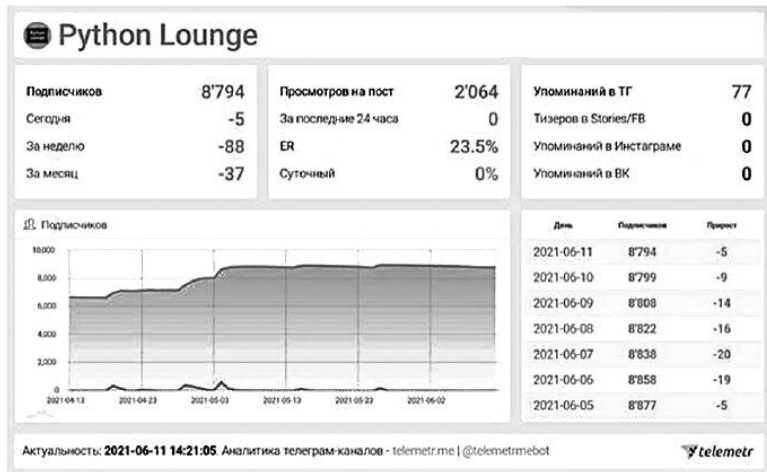 Python Lounge
Подписчиков 8'794
Сегодня -5
За неделю -88
За месяц -37
Просмотров на пост 2'064
За последние 24 часа 0
ER 23.5%
Суточный 0%
Упоминаний в ТГ 77
Тизеров в Stories/FB 0
Упоминаний в Инстаграме 0
Упоминаний в ВК 0
Подписчиков
10,000
8,000
6,000
4,000
2,000
0
2021-04-13 2021-04-23 2021-05-03 2021-05-13 2021-05-23 2021-06-02
День Подписчиков Прирост
2021-06-11 8'794 -5
2021-06-10 8'799 -9
2021-06-09 8'808 -14
2021-06-08 8'822 -16
2021-06-07 8'838 -20
2021-06-06 8'858 -19
2021-06-05 8'877 -5
Актуальность: 2021-06-11 14:21:05. Аналитика телеграм-каналов - telemetr.me | @telemetrmebot
telemetr